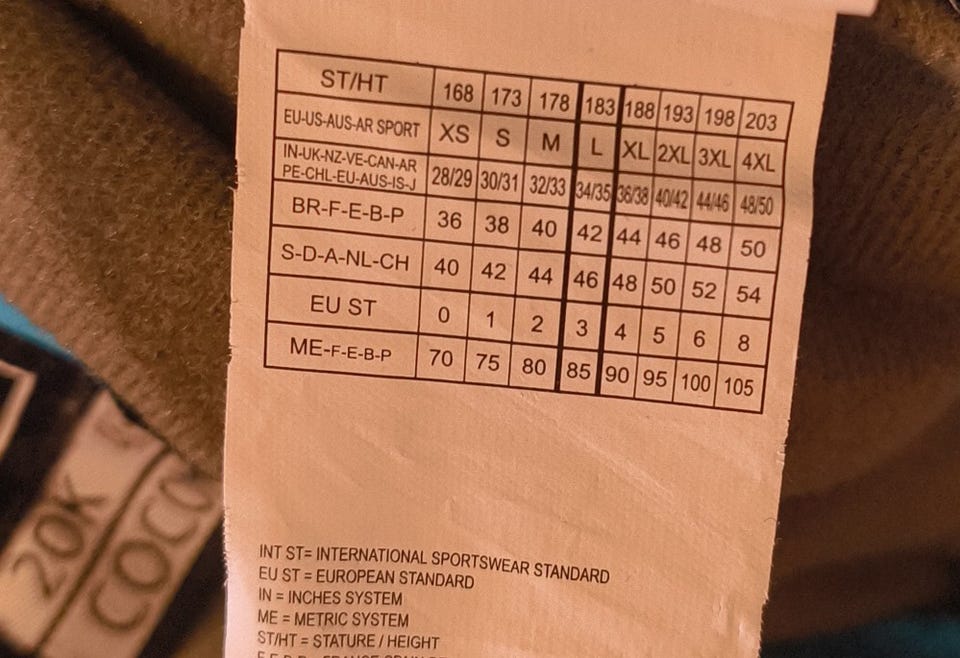 ST/HT 168 173 178 183 188 193 198 203
EU-US-AUS-AR SPORT XS S M L XL 2XL 3XL 4XL
IN-UK-NZ-VE-CAN-AR
PE-CHL-EU-AUS-IS-J 28/29 30/31 32/33 34/35 36/38 40/42 44/46 48/50
BR-F-E-B-P 36 38 40 42 44 46 48 50
S-D-A-NL-CH 40 42 44 46 48 50 52 54
EU ST 0 1 2 3 4 5 6 8
ME-F-E-B-P 70 75 80 85 90 95 100 105
INT ST= INTERNATIONAL SPORTSWEAR STANDARD
EU ST = EUROPEAN STANDARD
IN = INCHES SYSTEM
ME = METRIC SYSTEM
ST/HT = STATURE / HEIGHT
20K
COCO